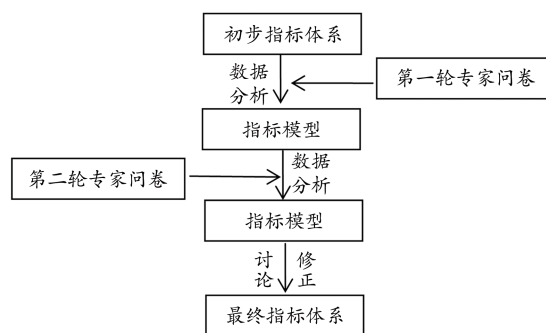 初步指标体系
数据
分析
第一轮专家问卷
指标模型
第二轮专家问卷
数据
分析
指标模型
讨论
修正
最终指标体系